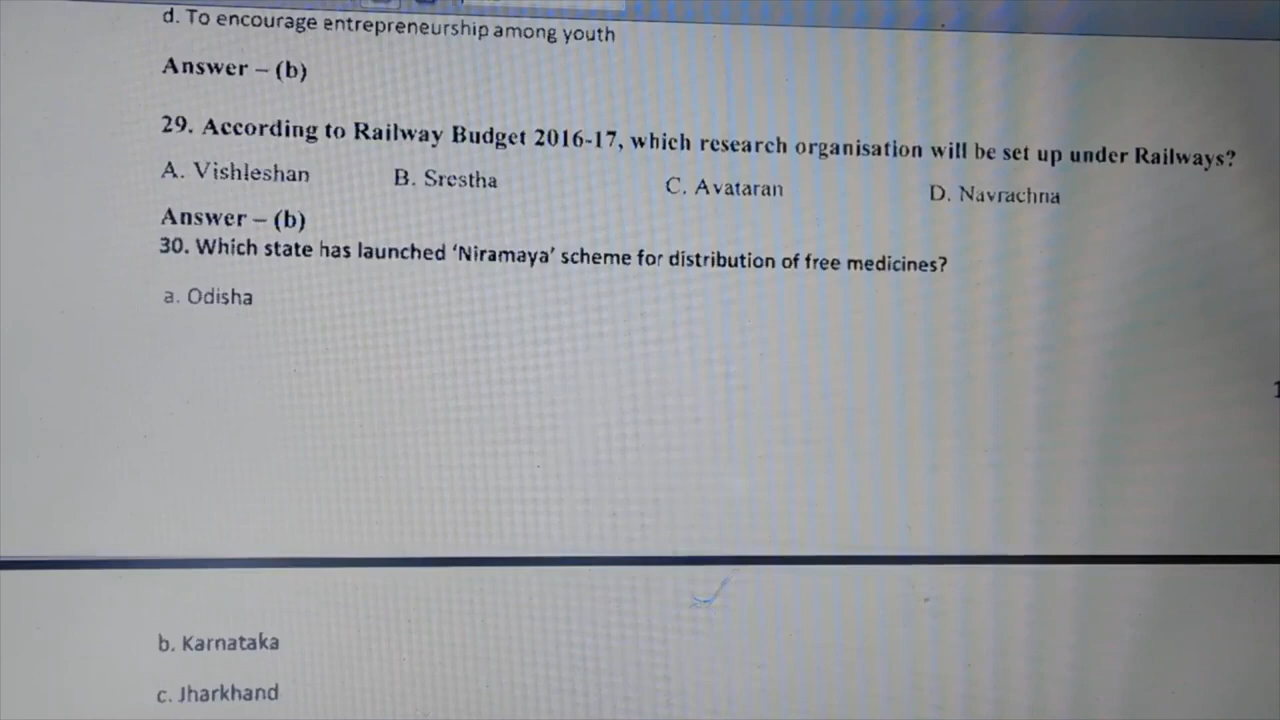 d. To encourage entrepreneurship among youth
Answer – (b)
29. According to Railway Budget 2016-17, which research organisation will be set up under Railways?
A. Vishleshan B. Srestha C. Avataran D. Navrachna
Answer – (b)
30. Which state has launched ‘Niramaya’ scheme for distribution of free medicines?
a. Odisha
b. Karnataka
c. Jharkhand